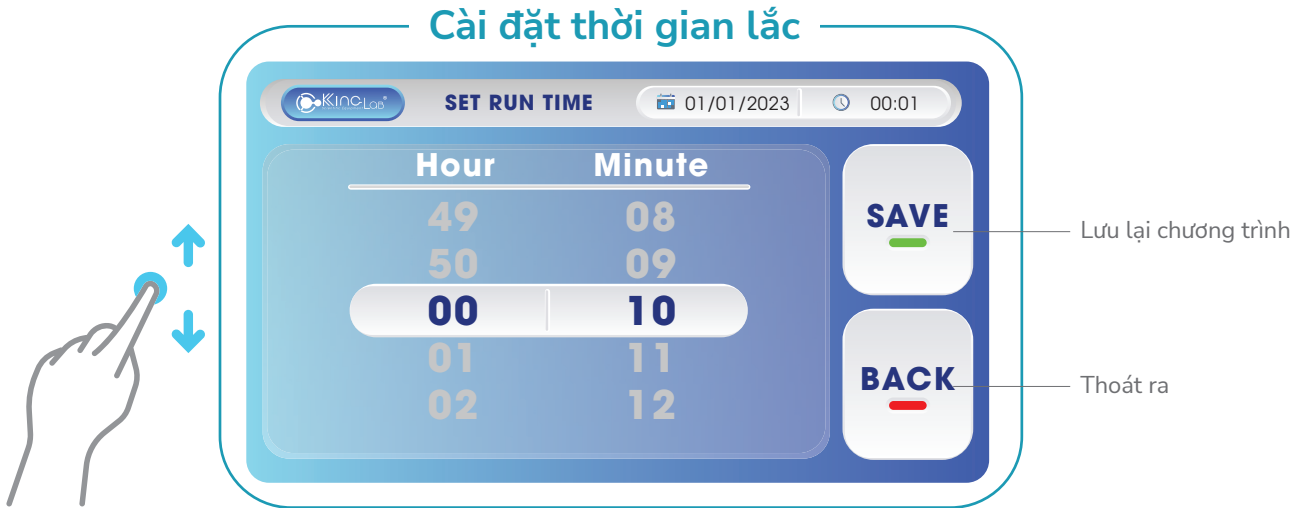 Cài đặt thời gian lắc
KINGLAB
SET RUN TIME
01/01/2023
00:01
Hour Minute
49 08
50 09
00 10
01 11
02 12
SAVE
Lưu lại chương trình
BACK
Thoát ra